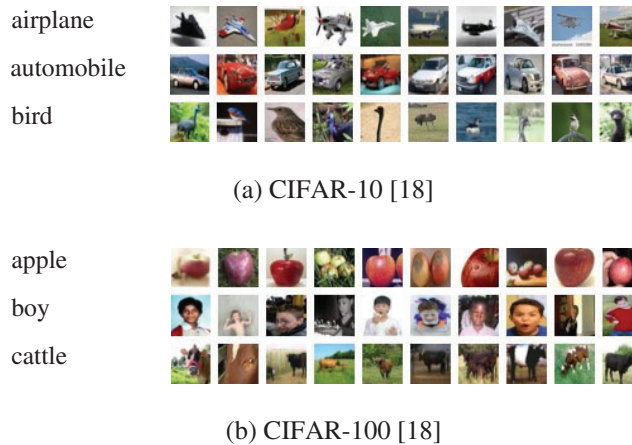 airplane
automobile
bird
(a) CIFAR-10 [18]
apple
boy
cattle
(b) CIFAR-100 [18]